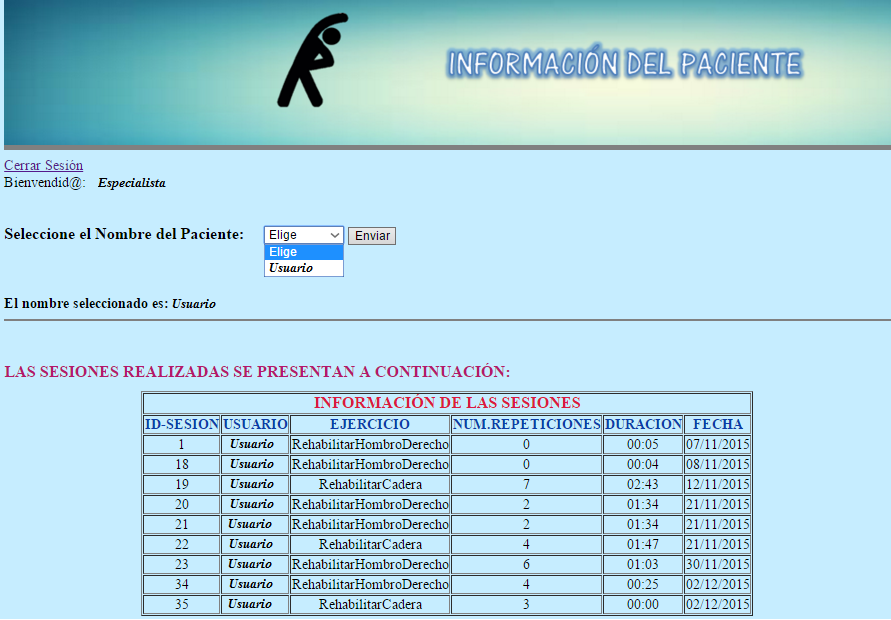 INFORMACIÓN DEL PACIENTE
Cerrar Sesión
Bienvendid@: Especialista
Seleccione el Nombre del Paciente: Elige Enviar
Elige
Usuario
El nombre seleccionado es: Usuario
LAS SESIONES REALIZADAS SE PRESENTAN A CONTINUACIÓN:
INFORMACIÓN DE LAS SESIONES
ID-SESION USUARIO EJERCICIO NUM.REPETICIONES DURACION FECHA
1 Usuario RehabilitarHombroDerecho 0 00:05 07/11/2015
18 Usuario RehabilitarHombroDerecho 0 00:04 08/11/2015
19 Usuario RehabilitarCadera 7 02:43 12/11/2015
20 Usuario RehabilitarHombroDerecho 2 01:34 21/11/2015
21 Usuario RehabilitarHombroDerecho 2 01:34 21/11/2015
22 Usuario RehabilitarCadera 4 01:47 21/11/2015
23 Usuario RehabilitarHombroDerecho 6 01:03 30/11/2015
34 Usuario RehabilitarHombroDerecho 4 00:25 02/12/2015
35 Usuario RehabilitarCadera 3 00:00 02/12/2015